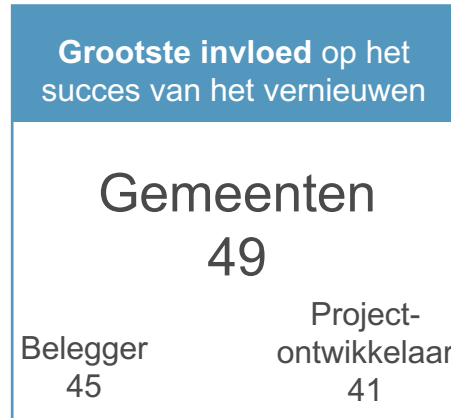 Grootste invloed op het
succes van het vernieuwen
Gemeenten
49
Belegger
45
Project-
ontwikkelaar
41